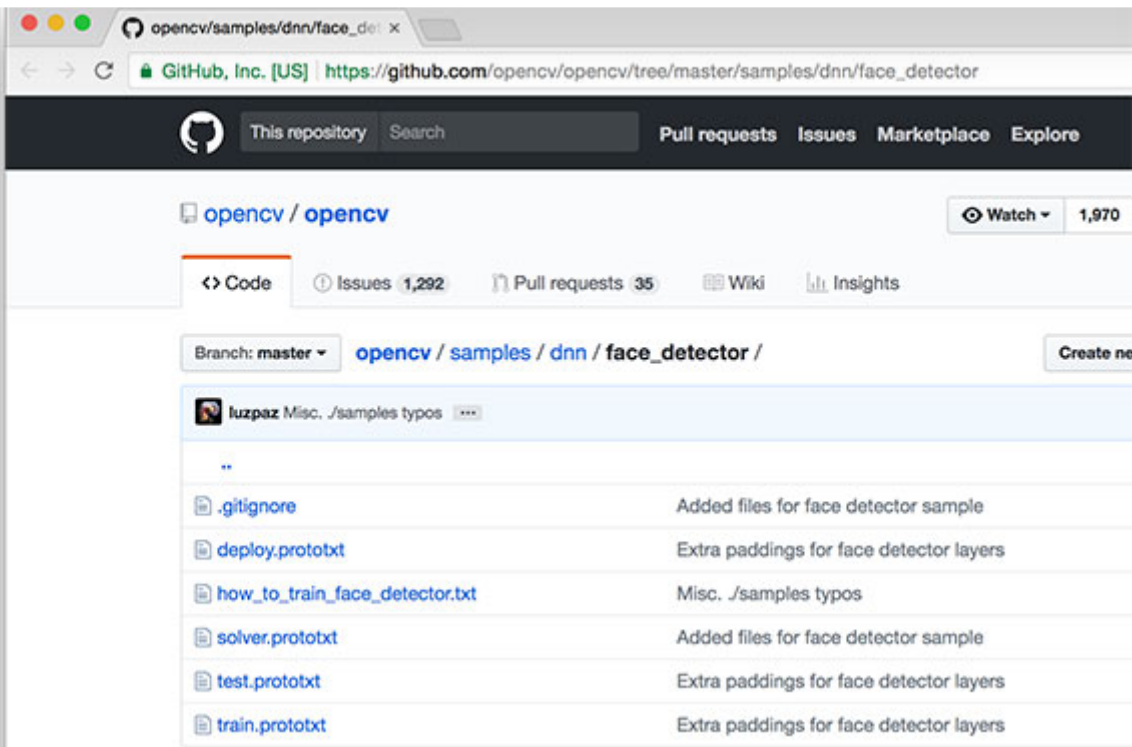 opencv/samples/dnn/face_det ×
GitHub, Inc. [US] https://github.com/opencv/opencv/tree/master/samples/dnn/face_detector
This repository Search Pull requests Issues Marketplace Explore
opencv / opencv Watch 1,970
<> Code Issues 1,292 Pull requests 35 Wiki Insights
Branch: master opencv / samples / dnn / face_detector / Create ne
luzpaz Misc. ./samples typos ...
..
.gitignore Added files for face detector sample
deploy.prototxt Extra paddings for face detector layers
how_to_train_face_detector.txt Misc. ./samples typos
solver.prototxt Added files for face detector sample
test.prototxt Extra paddings for face detector layers
train.prototxt Extra paddings for face detector layers